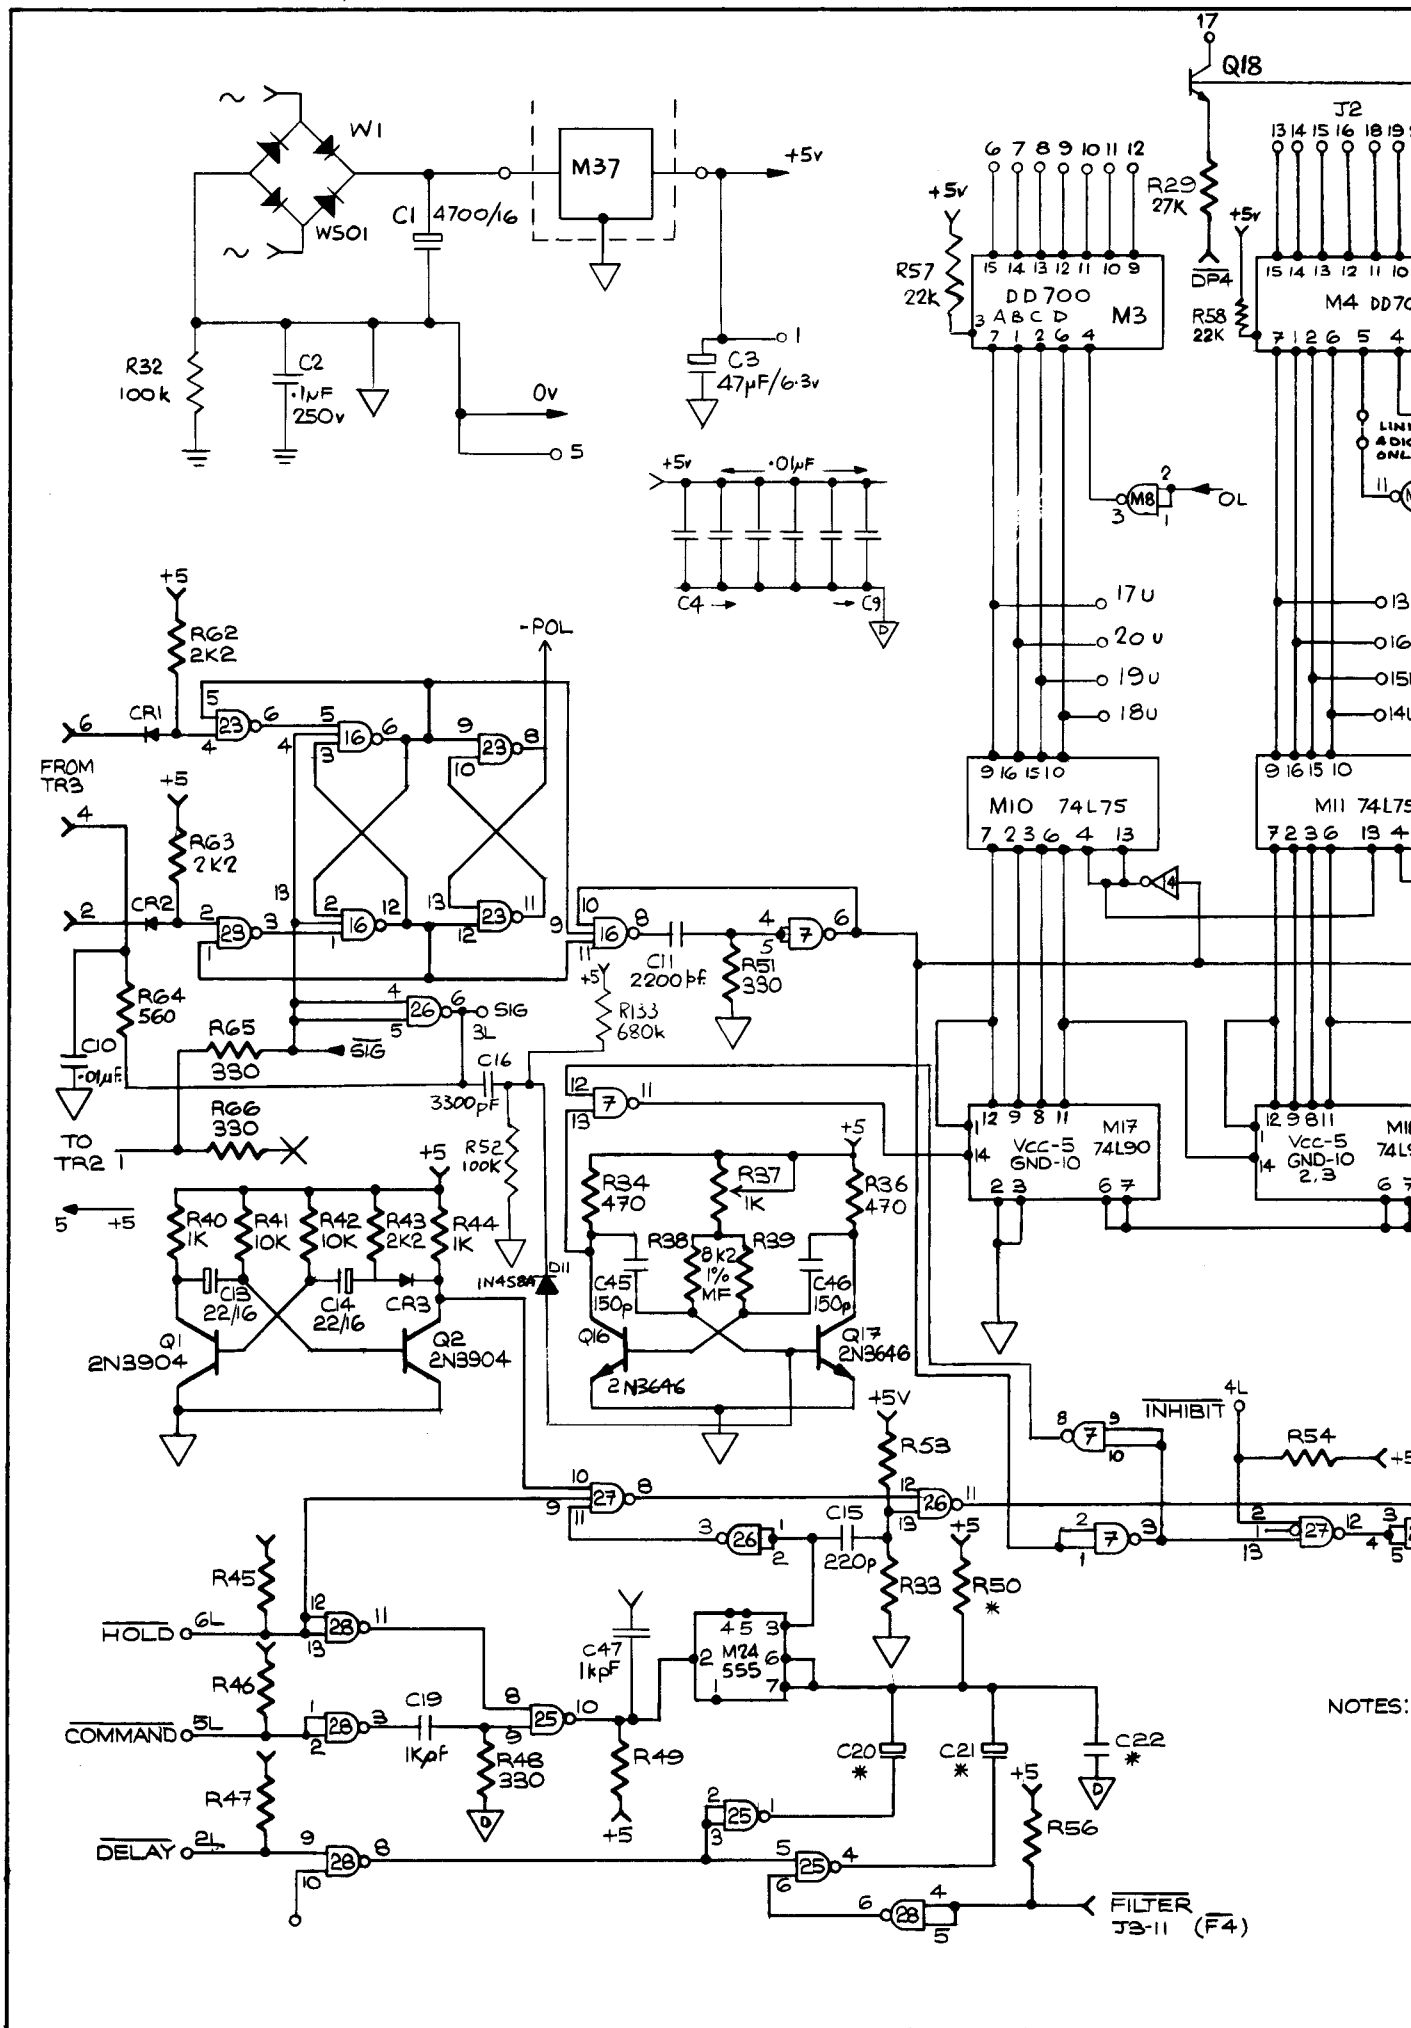 17
Q18
J2
13 14 15 16 18 19
W1
WS01
M37
+5v
C1 4700/16
6 7 8 9 10 11 12
+5v
R29
27K
+5v
DP4
R57
22K
15 14 13 12 11 10 9
DD700
3 A B C D
M3
7 1 2 6 4
15 14 13 12 11 10
M4 DD70
R58
22K
7 1 2 6 5 4
R32
100k
C2
.1µF
250v
0v
5
1
C3
47µF/6.3v
+5v
.01µF
C4 →
→ C9
D
M8
2
3
1
OL
LIN
4 DI
ONL
11
17U
20U
19U
18U
13
16
15
14U
+5
R62
2K2
-POL
CR1
6
5
4
23
6
5
4
3
16
6
9
10
23
8
FROM
TR3
4
+5
R63
2K2
CR2
2
2
1
23
3
13
2
1
16
12
13
12
23
11
9 16 15 10
M10 74L75
7 2 3 6 4 13
14
9 16 15 10
M11 74L75
7 2 3 6 13 4
10
9
11
16
8
C11
2200pf.
R51
330
4
5
7
6
R64
560
C10
.01µF
R65
330
SIG
4
5
26
6
SIG
3L
+5
R133
680k
C16
3300pF
R66
330
TO
TR2
1
R52
100K
12
13
7
11
12 9 8 11
1
14
Vcc-5
GND-10
M17
74L90
2 3
6 7
12 9 8 11
1
14
Vcc-5
GND-10
2,3
M18
74L9
6 7
5
+5
+5
R40
1K
R41
10K
R42
10K
R43
2K2
R44
1K
C13
22/16
C14
22/16
CR3
Q1
2N3904
Q2
2N3904
+5
R34
470
R37
1K
R36
470
R38
8K2
1%
MF
R39
C45
150p
C46
150p
1N458A
D11
Q16
2N3646
Q17
2N3646
+5V
R53
INHIBIT
4L
R54
+5
8
7
9
10
10
9
11
27
8
12
13
26
11
3
26
1
2
C15
220p
+5
R33
R50
*
2
1
7
3
2
1
13
27
12
3
4
5
R45
HOLD
6L
12
13
28
11
R46
COMMAND
5L
1
2
28
3
C19
1KpF
R48
330
D
8
9
25
10
C47
1kpF
R49
+5
4 5
3
2
M24
555
6
7
1
C20
*
C21
*
C22
*
D
NOTES:
R47
DELAY
2L
9
10
28
8
2
3
25
1
5
6
25
4
+5
R56
6
28
4
5
FILTER
J3-11 (F4)